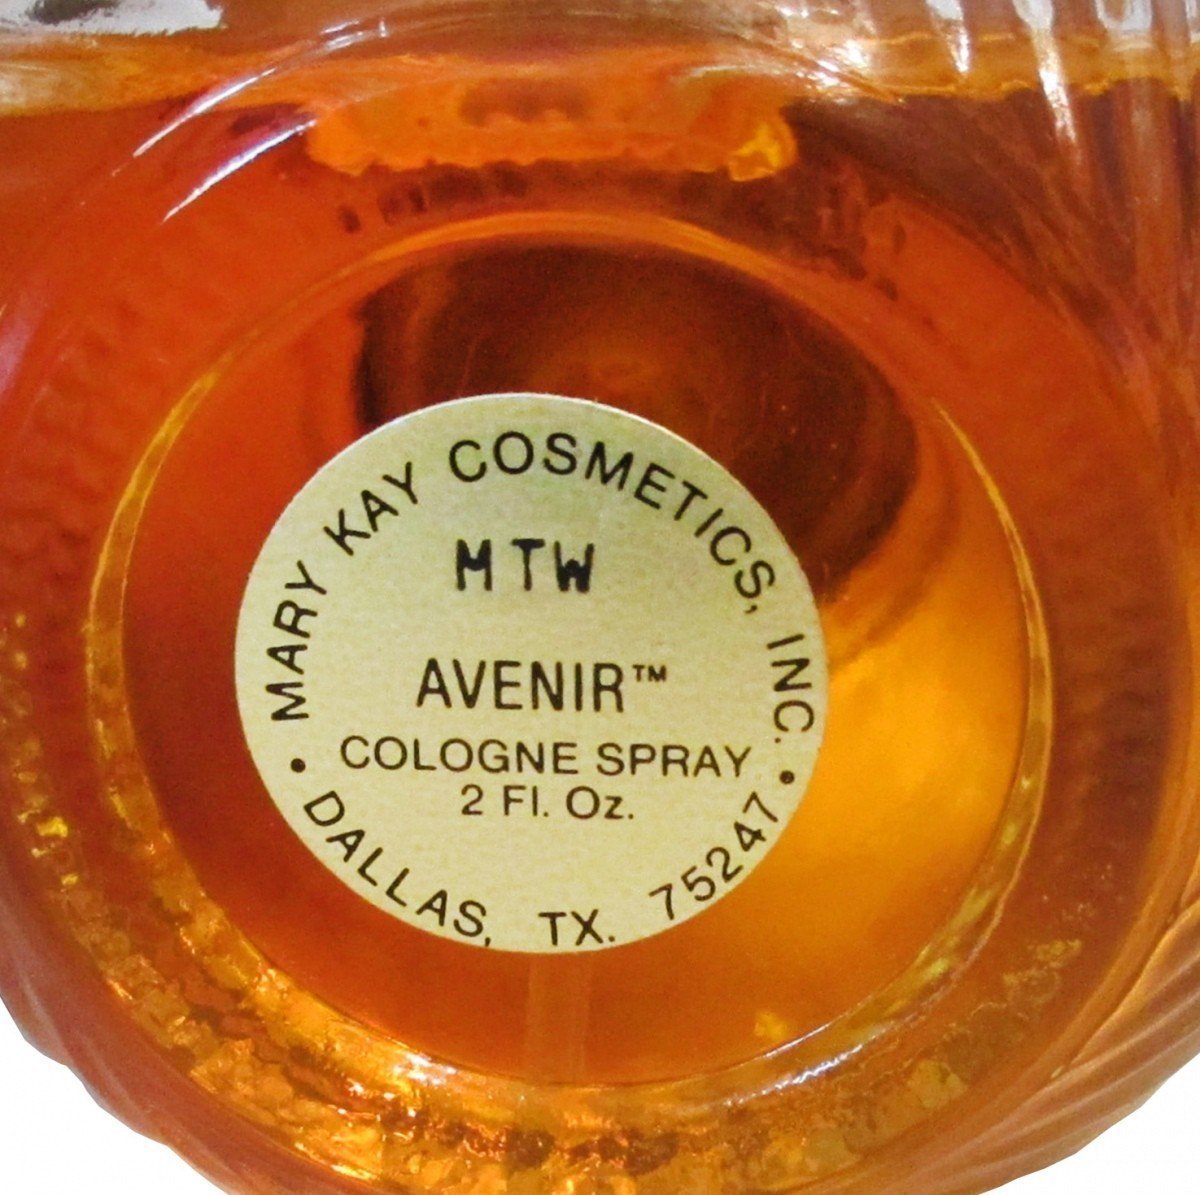 MARY KAY COSMETICS, INC.
MTW
AVENIR™
COLOGNE SPRAY
2 Fl. Oz.
• DALLAS, TX. 75247 •